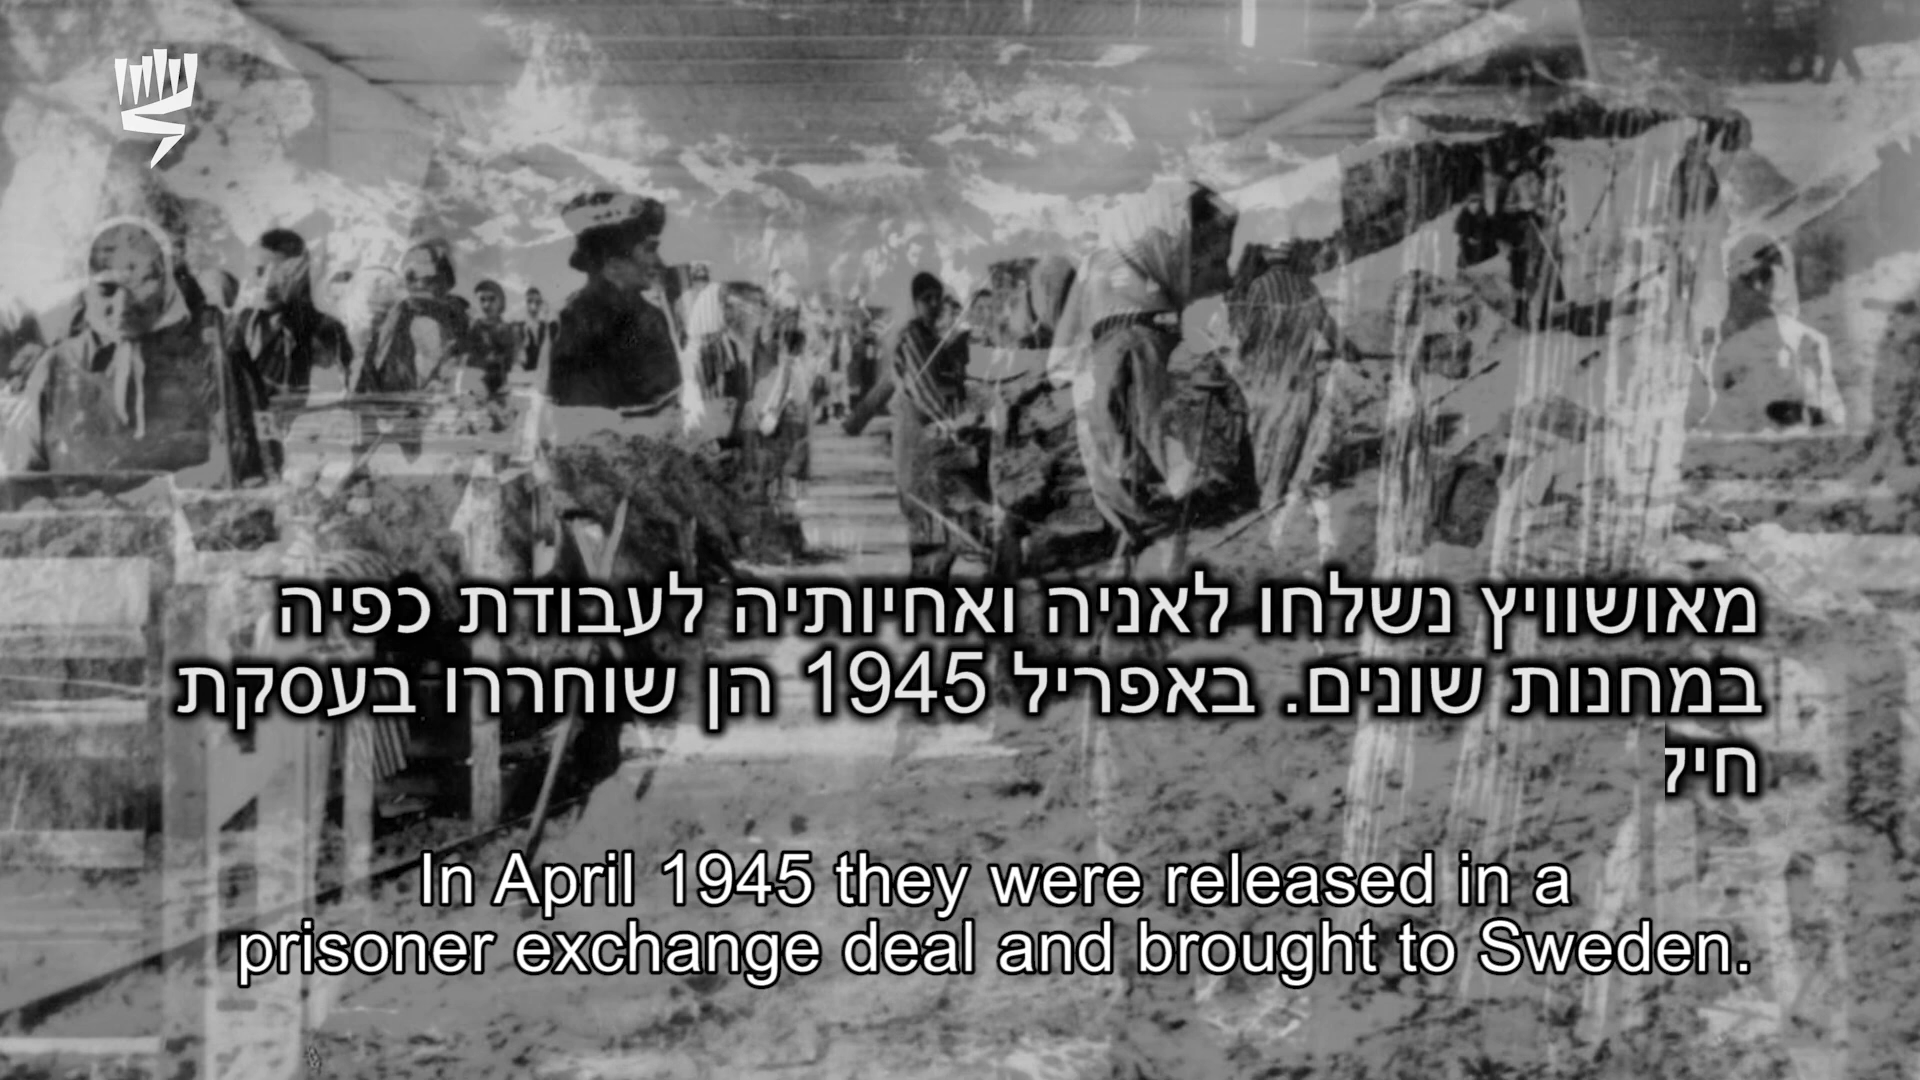 מאושוויץ נשלחו לאניה ואחיותיה לעבודת כפיה
במחנות שונים. באפריל 1945 הן שוחררו בעסקת
In April 1945 they were released in a
prisoner exchange deal and brought to Sweden.